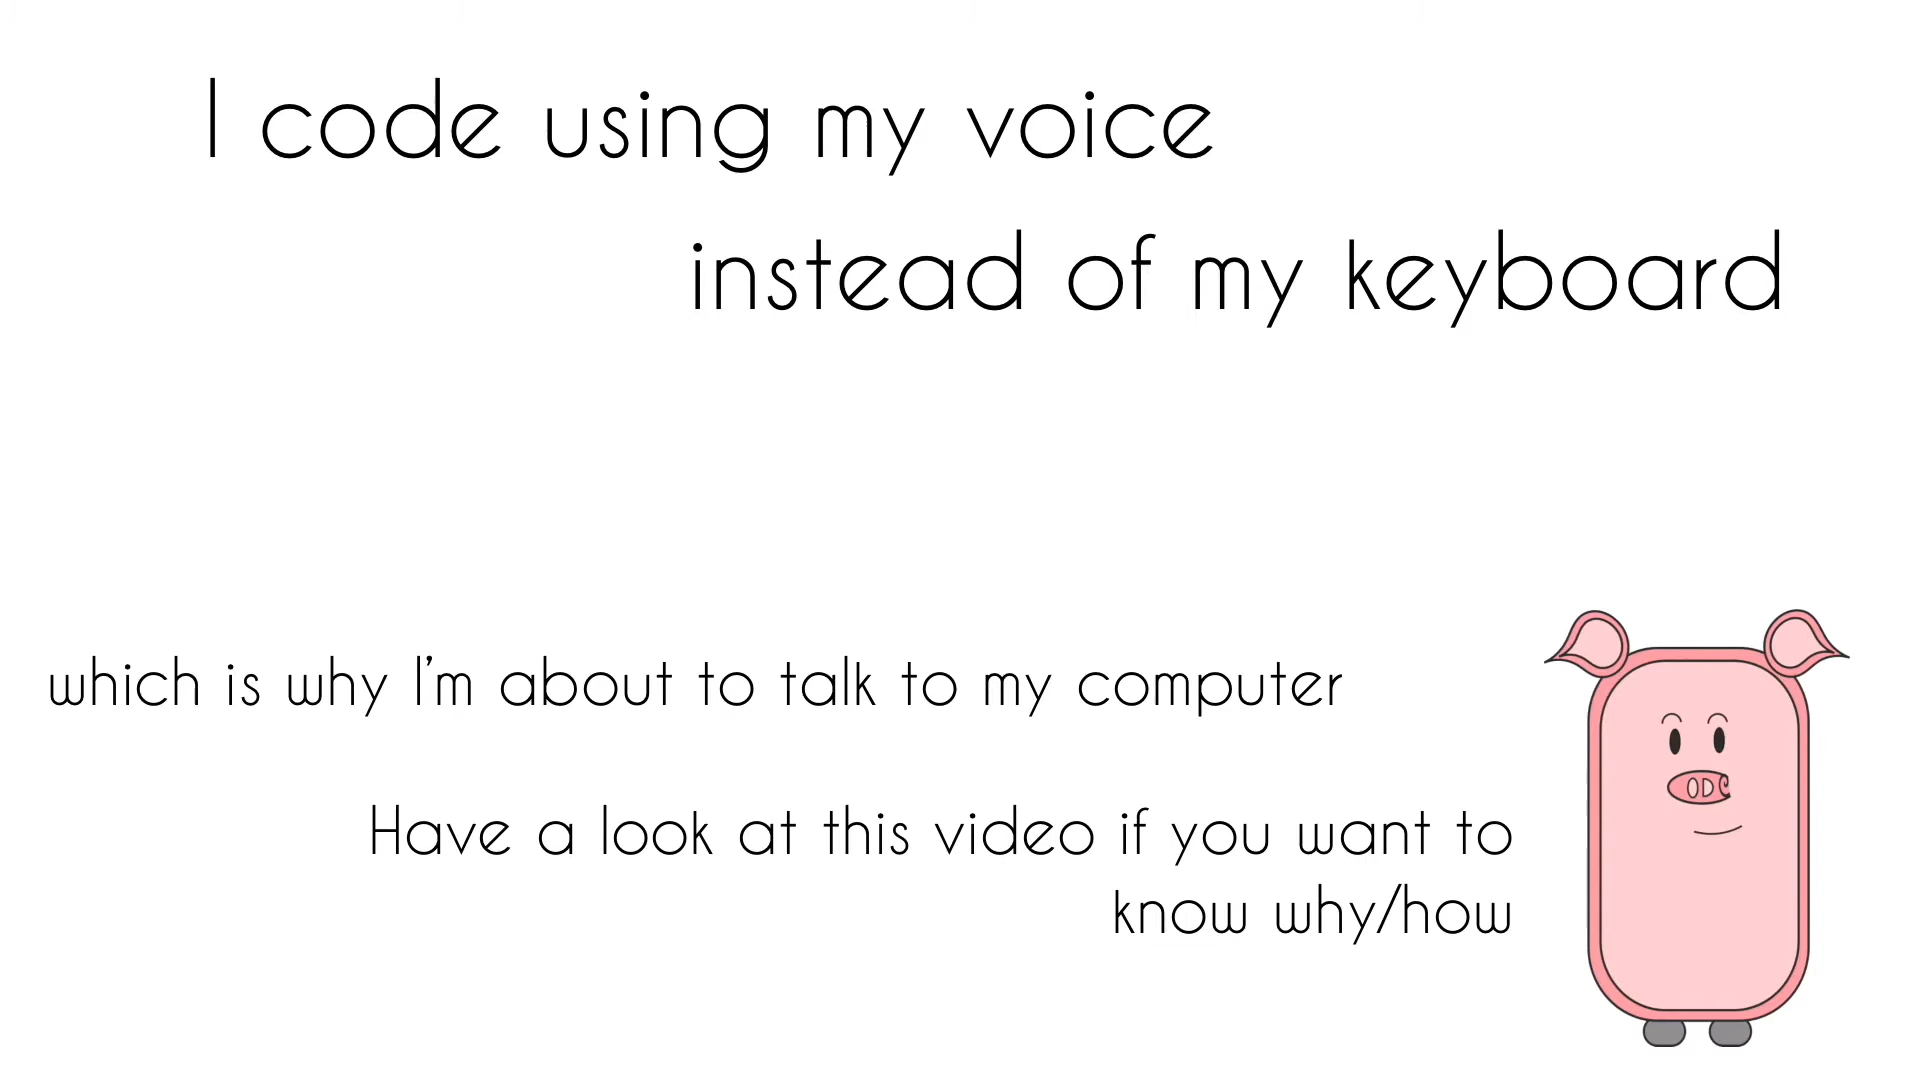 I code using my voice
instead of my keyboard
which is why I'm about to talk to my computer
Have a look at this video if you want to
know why/how
ODC